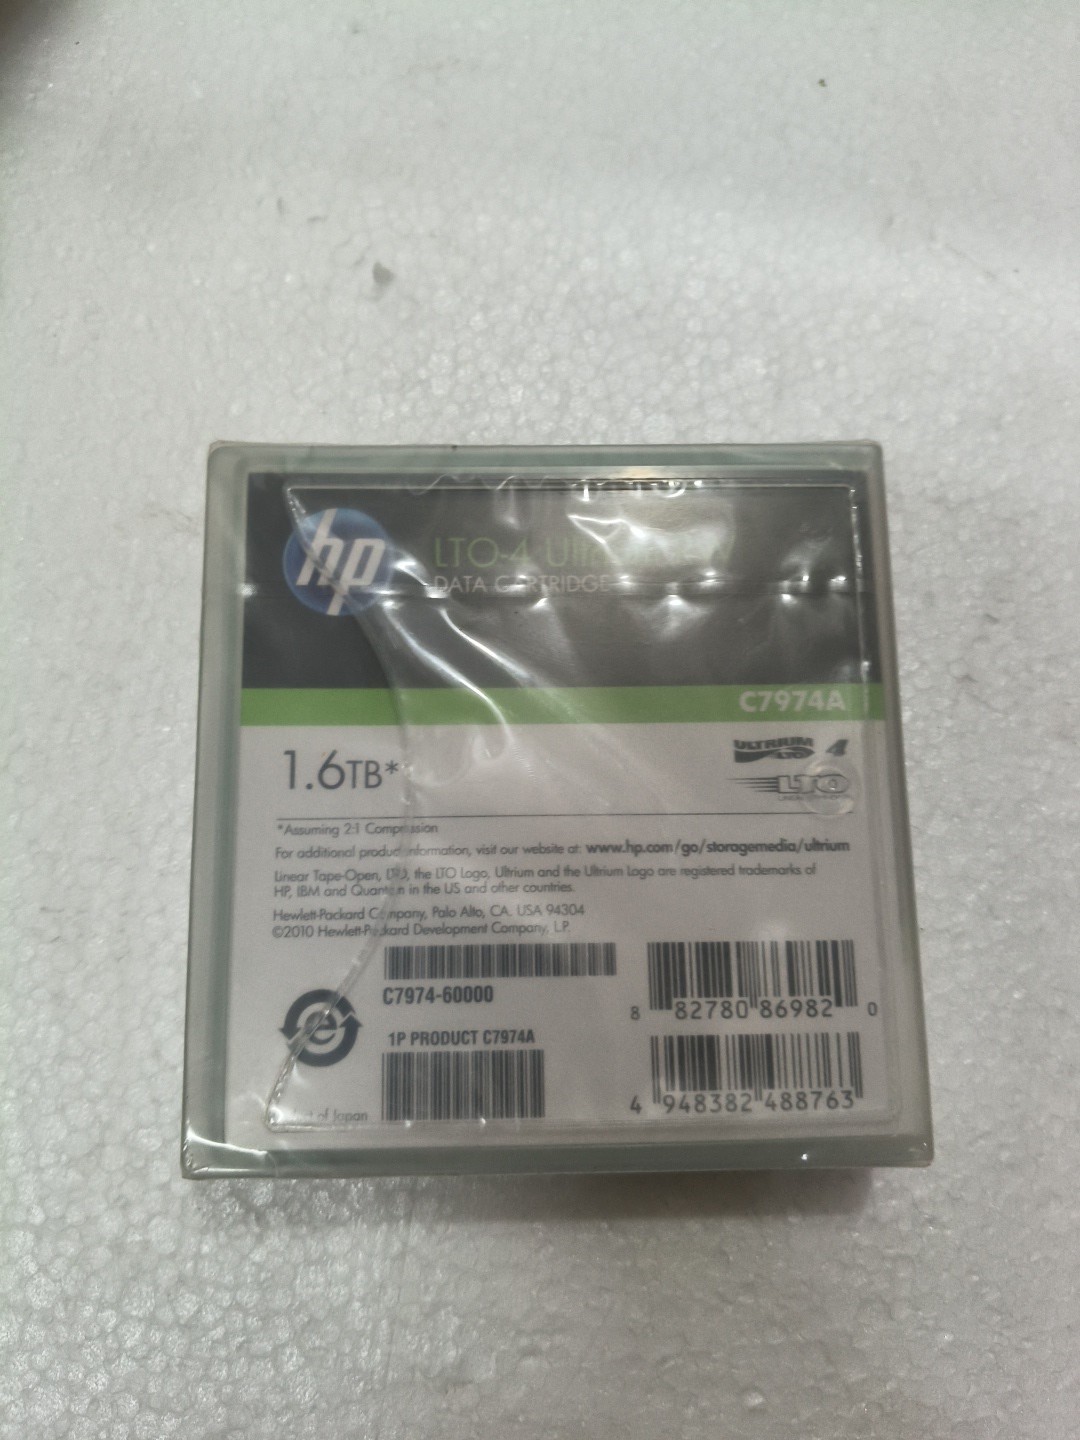 hp
LTO-4
DATA CARTRIDGE
C7974A
1.6TB*
ULTRIUM 4
LTO
LTO
*Assuming 2:1 Compression
For additional product information, visit our website at: www.hp.com/go/storagemedia/ultrium
Linear Tape-Open, LTO, the LTO Logo, Ultrium and the Ultrium Logo are registered trademarks of
HP, IBM and Quantum in the US and other countries.
Hewlett-Packard Company, Palo Alto, CA. USA 94304
©2010 Hewlett-Packard Development Company, L.P.
C7974-60000
8 82780 86982 0
1P PRODUCT C7974A
4 948382 488763
of Japan